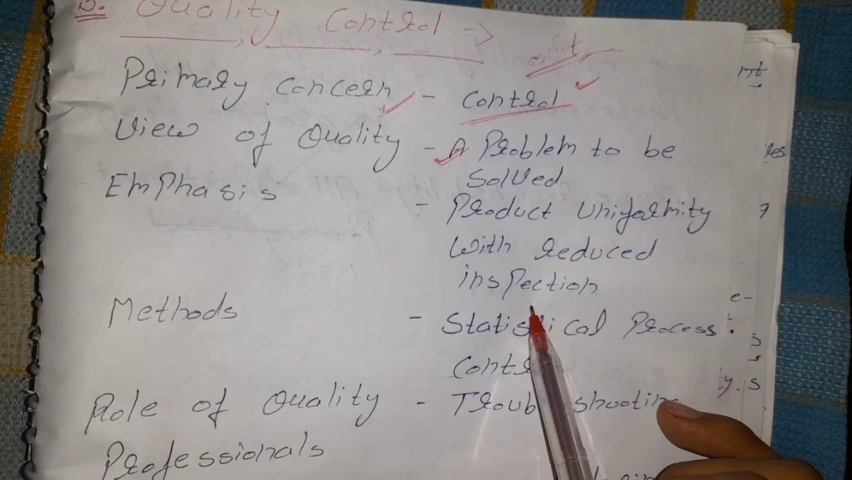 B. Quality Control =>
Primary Concern - Control
View of Quality - A Problem to be
Solved
Emphasis - Product Uniformity
With reduced
inspection
Methods - Statistical Process
Control
Role of Quality - Troubleshooting
Professionals